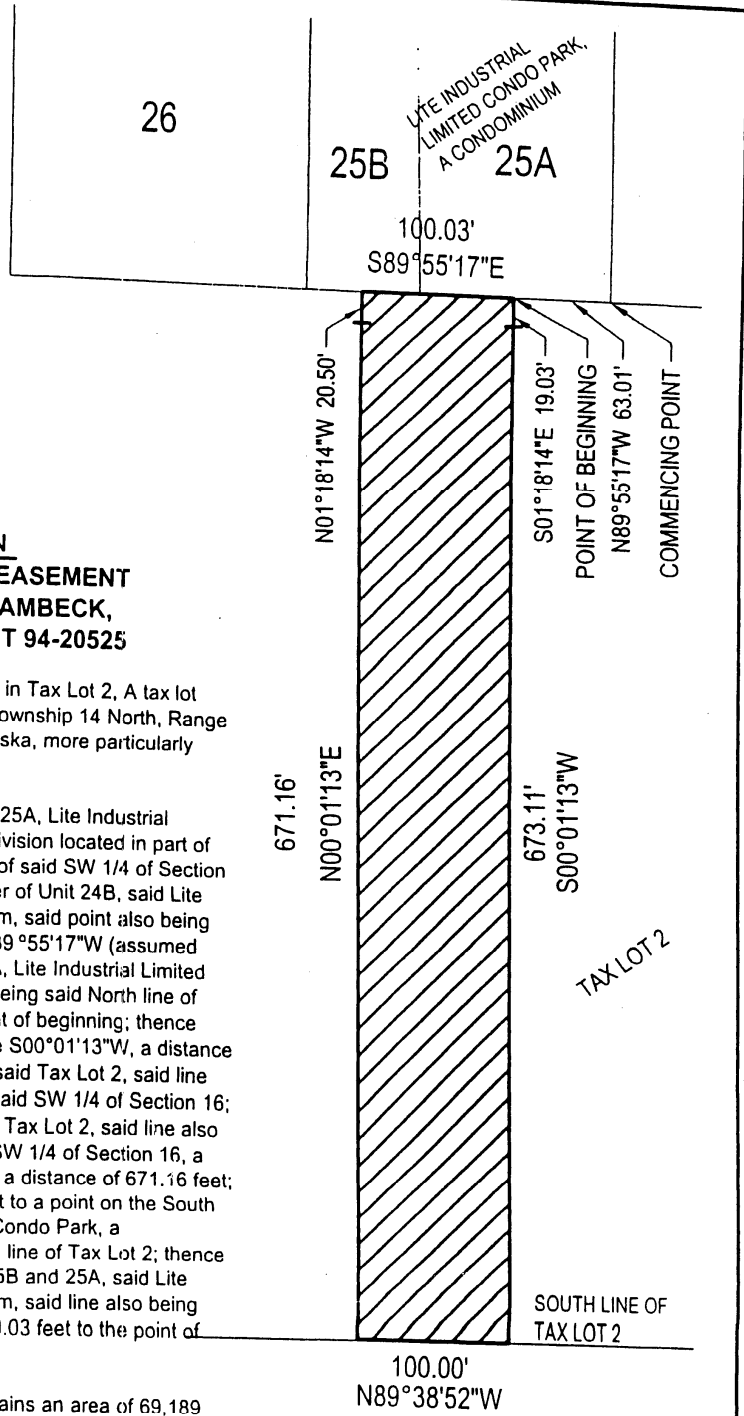 26
25B
25A
LITE INDUSTRIAL
LIMITED CONDO PARK,
A CONDOMINIUM
100.03'
S89°55'17"E
N01°18'14"W 20.50'
S01°18'14"E 19.03'
POINT OF BEGINNING
N89°55'17"W 63.01'
COMMENCING POINT
EASEMENT
AMBECK,
T 94-20525
in Tax Lot 2, A tax lot
ownship 14 North, Range
ska, more particularly
25A, Lite Industrial
ivision located in part of
of said SW 1/4 of Section
er of Unit 24B, said Lite
m, said point also being
39°55'17"W (assumed
, Lite Industrial Limited
eing said North line of
t of beginning; thence
S00°01'13"W, a distance
said Tax Lot 2, said line
aid SW 1/4 of Section 16;
Tax Lot 2, said line also
SW 1/4 of Section 16, a
a distance of 671.16 feet;
t to a point on the South
Condo Park, a
line of Tax Lot 2; thence
5B and 25A, said Lite
m, said line also being
0.03 feet to the point of
ains an area of 69,189
671.16'
N00°01'13"E
673.11'
S00°01'13"W
TAX LOT 2
SOUTH LINE OF
TAX LOT 2
100.00'
N89°38'52"W